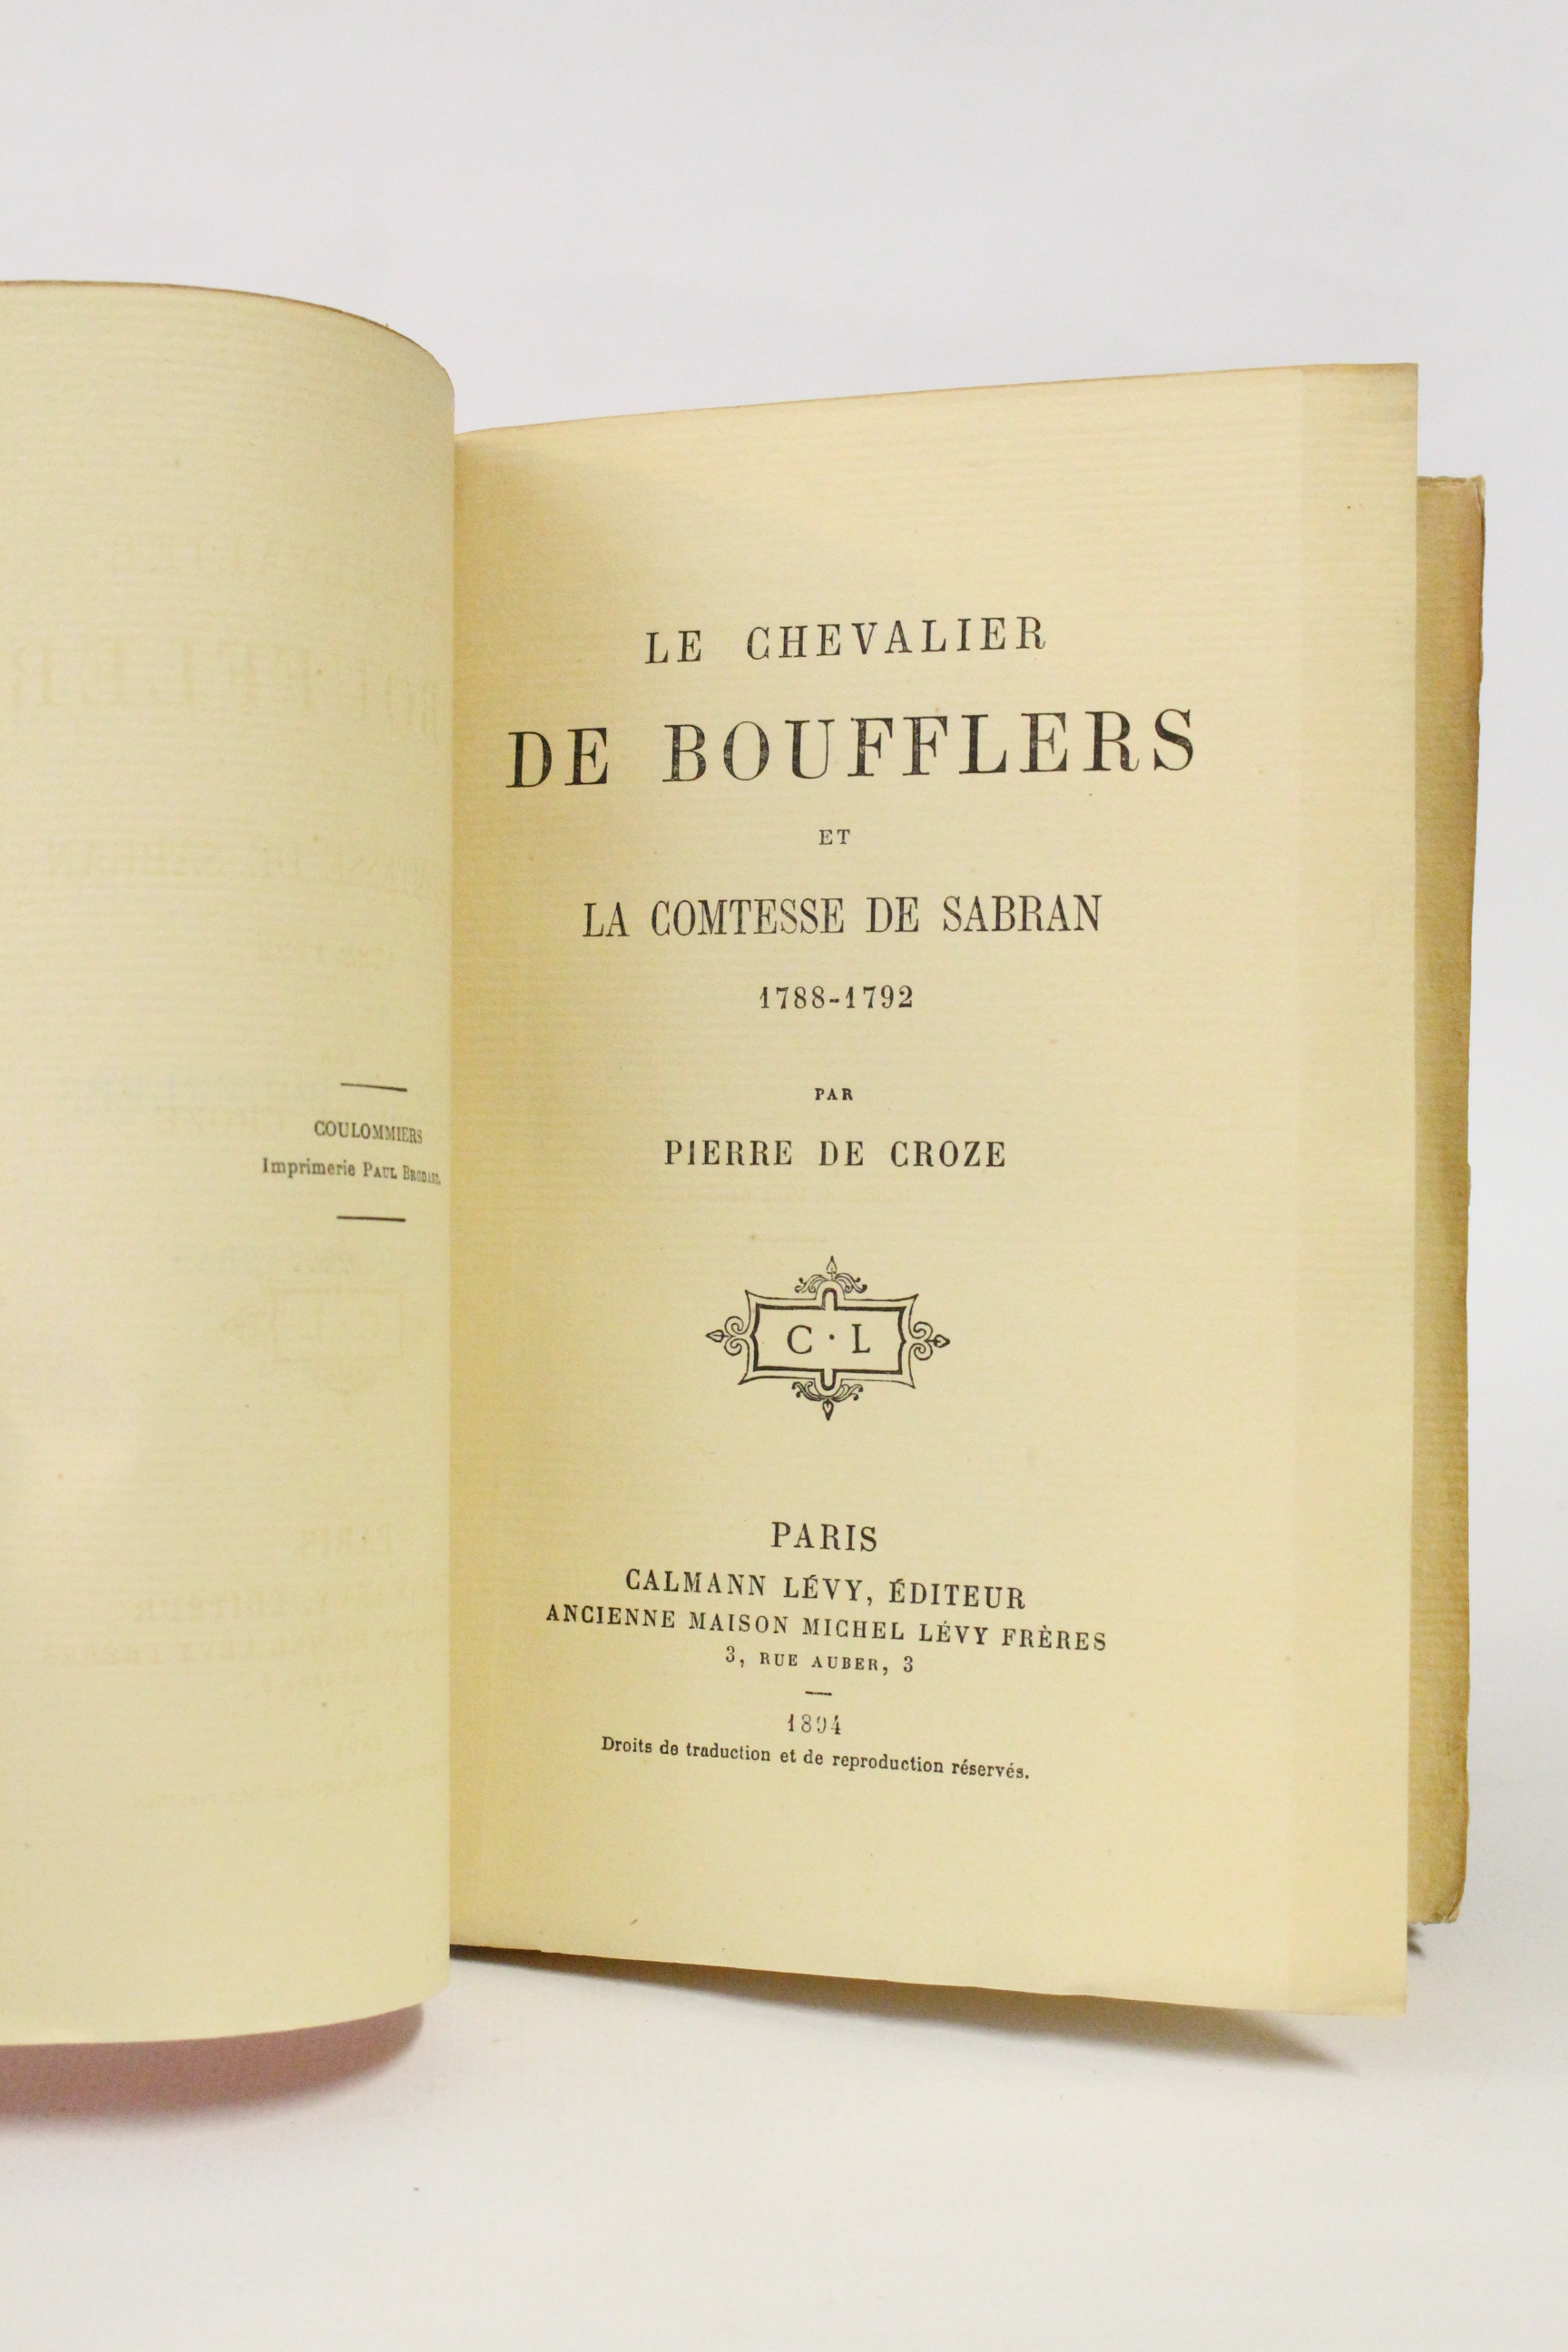 COULOMMIERS
Imprimerie PAUL BRODARD.
LE CHEVALIER
DE BOUFFLERS
ET
LA COMTESSE DE SABRAN
1788-1792
PAR
PIERRE DE CROZE
C · L
PARIS
CALMANN LÉVY, ÉDITEUR
ANCIENNE MAISON MICHEL LÉVY FRÈRES
3, RUE AUBER, 3
1894
Droits de traduction et de reproduction réservés.